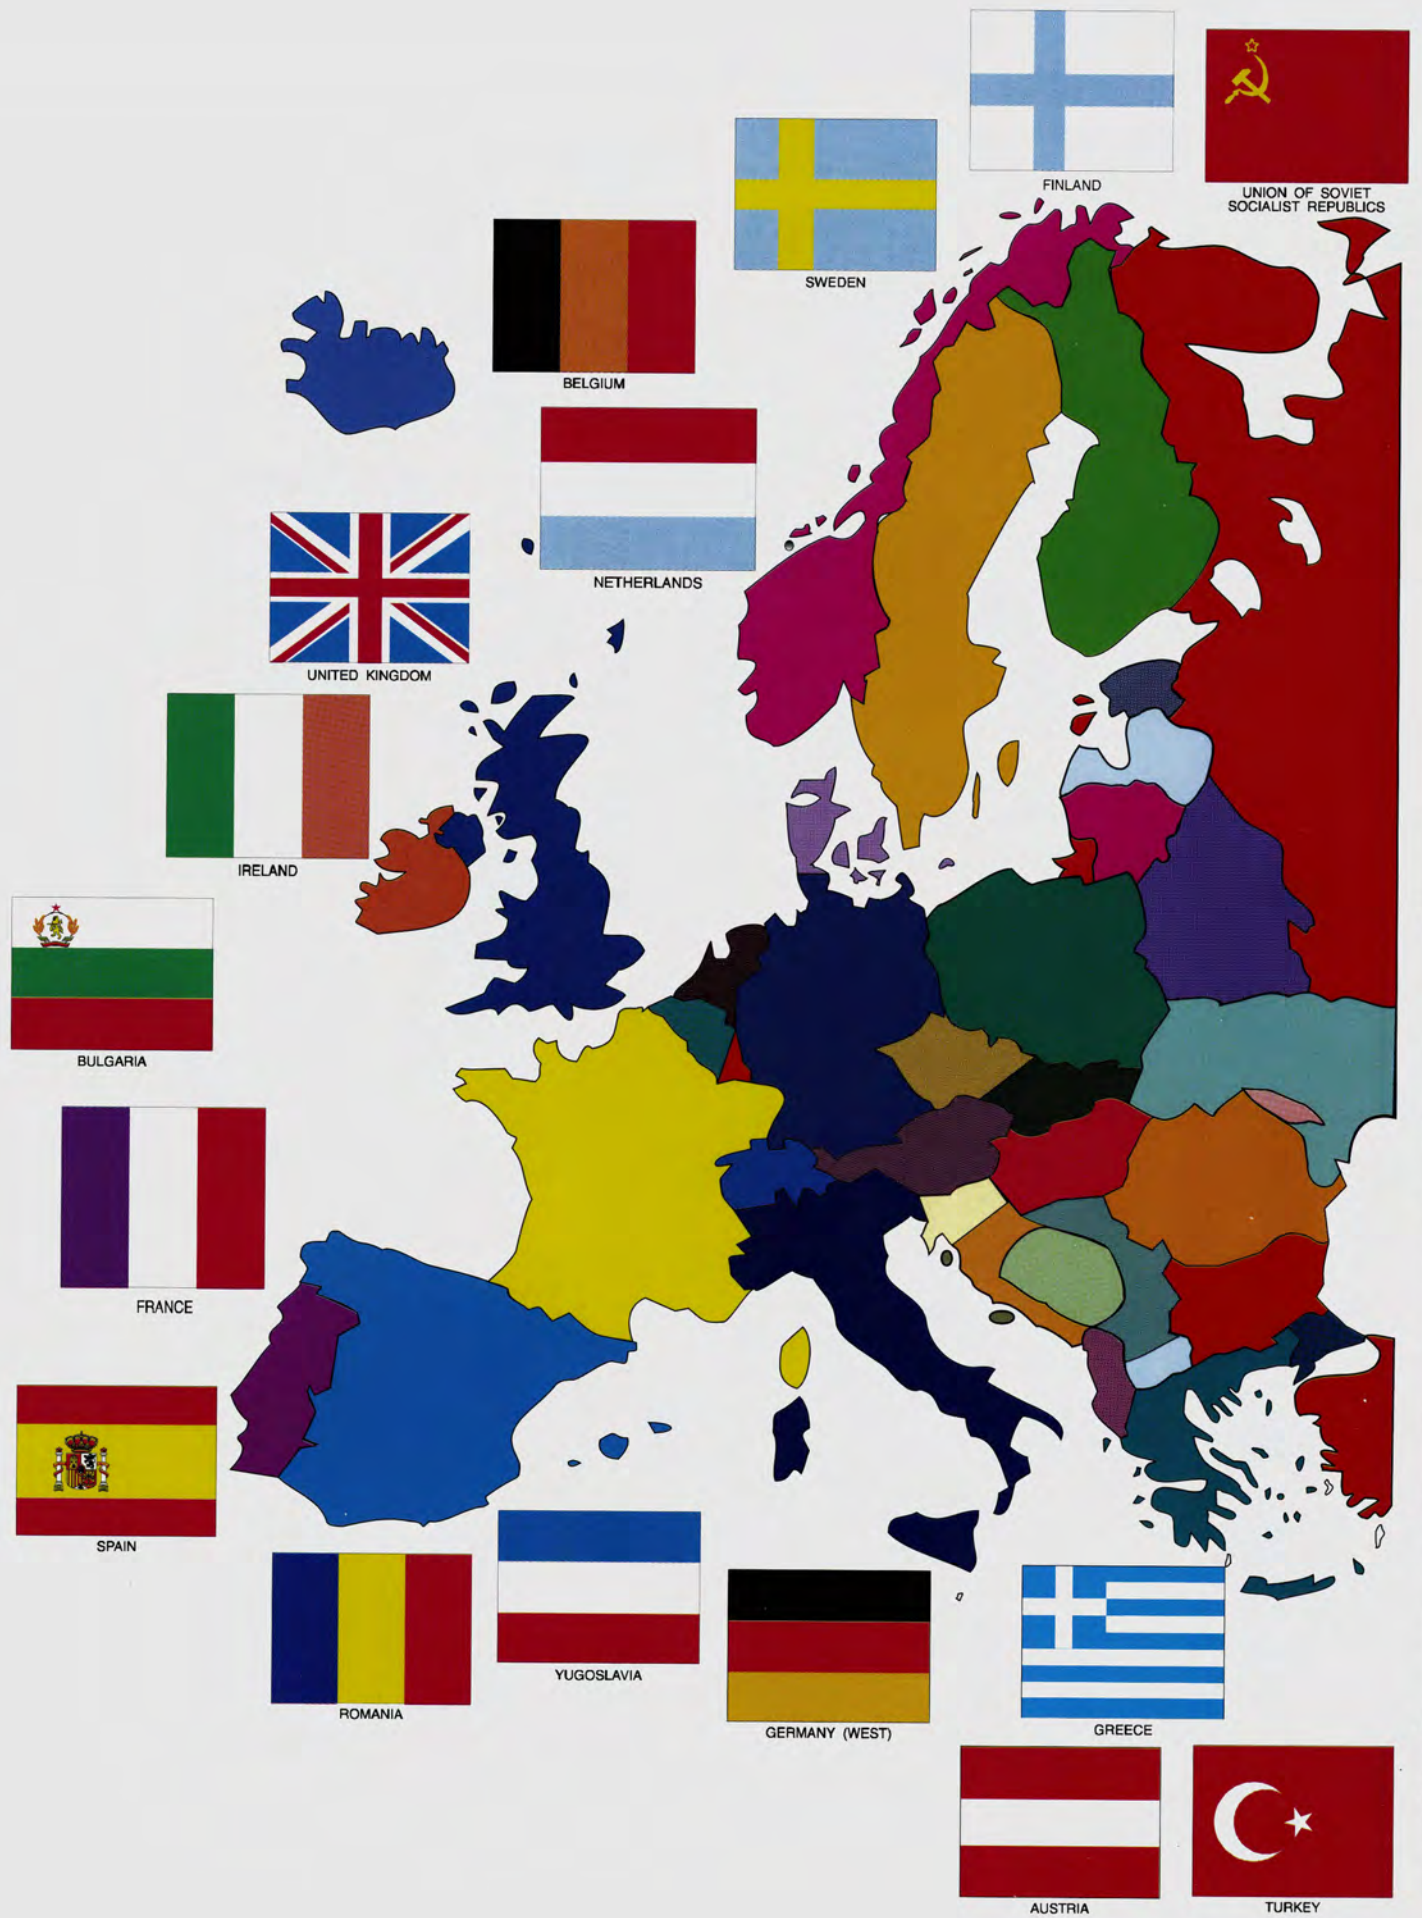 FINLAND
UNION OF SOVIET
SOCIALIST REPUBLICS
SWEDEN
BELGIUM
NETHERLANDS
UNITED KINGDOM
IRELAND
BULGARIA
FRANCE
SPAIN
ROMANIA
YUGOSLAVIA
GERMANY (WEST)
GREECE
AUSTRIA
TURKEY